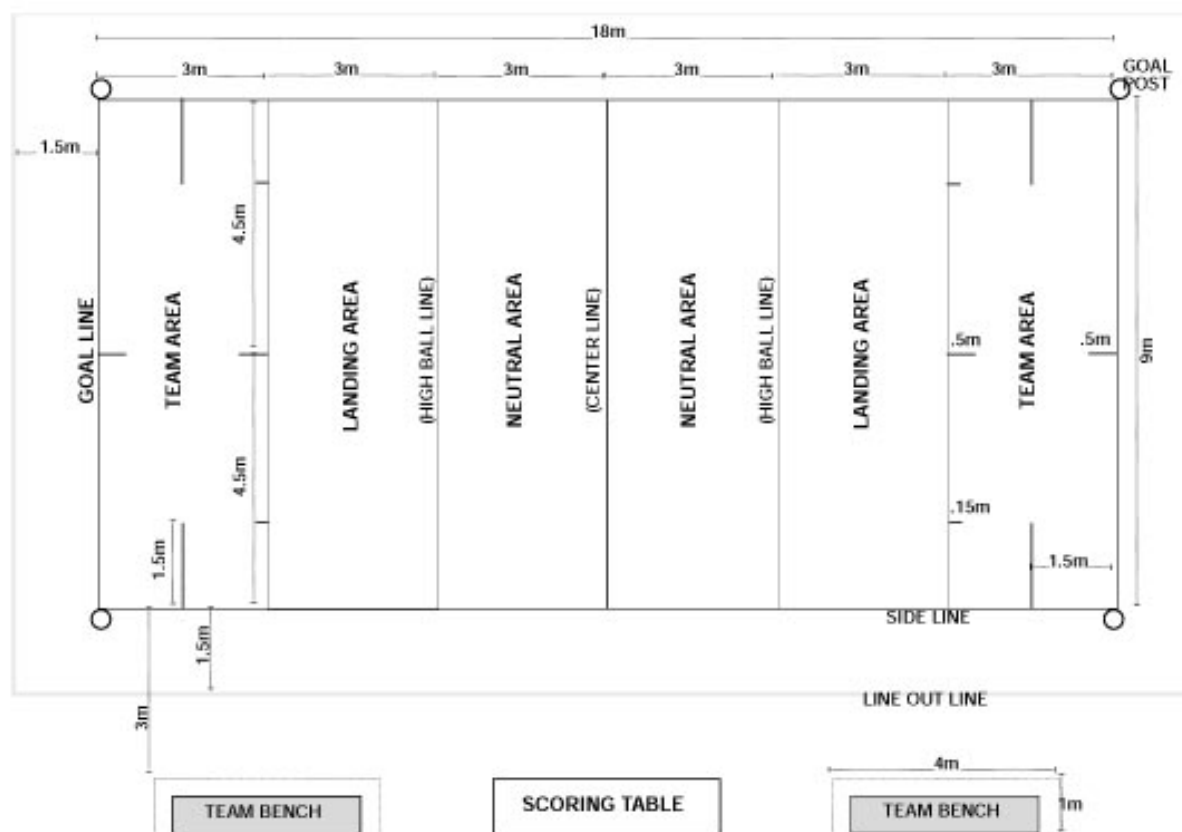 18m
3m
3m
3m
3m
3m
3m
GOAL
POST
1.5m
4.5m
GOAL LINE
TEAM AREA
LANDING AREA
(HIGH BALL LINE)
NEUTRAL AREA
(CENTER LINE)
NEUTRAL AREA
(HIGH BALL LINE)
LANDING AREA
.5m
TEAM AREA
.5m
9m
4.5m
1.5m
.15m
1.5m
SIDE LINE
1.5m
3m
LINE OUT LINE
4m
TEAM BENCH
SCORING TABLE
TEAM BENCH
1m